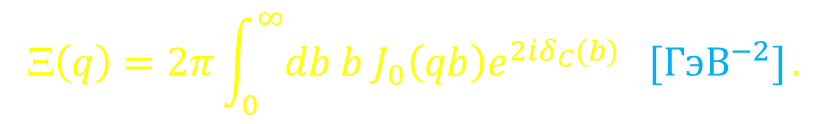 Ξ(q) = 2π ∫₀^∞ db b J₀(qb)e^{2iδ_C(b)} [ГэВ⁻²].